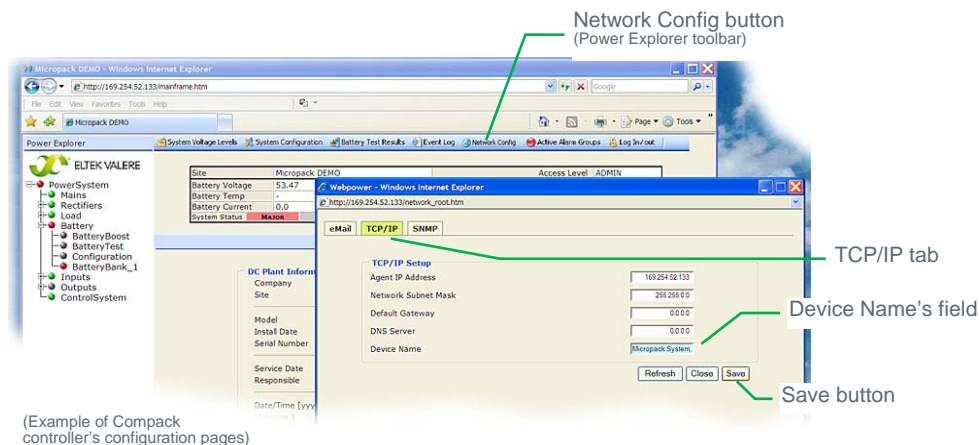 Network Config button
(Power Explorer toolbar)
Micropack DEMO - Windows Internet Explorer
http://169.254.52.133/mainframe.htm
Google
File Edit View Favorites Tools Help
Micropack DEMO
Page Tools
Power Explorer
System Voltage Levels System Configuration Battery Test Results Event Log Network Config Active Alarm Groups Log In/out
ELTEK VALERE
PowerSystem
Mains
Rectifiers
Load
Battery
BatteryBoost
BatteryTest
Configuration
BatteryBank_1
Inputs
Outputs
ControlSystem
Site Micropack DEMO Access Level ADMIN
Battery Voltage 53.47
Battery Temp -
Battery Current 0.0
System Status MAJOR
DC Plant Inform
Company
Site
Model
Install Date
Serial Number
Service Date
Responsible
Date/Time [yyy
Webpower - Windows Internet Explorer
http://169.254.52.133/network_root.htm
eMail TCP/IP SNMP
TCP/IP Setup
Agent IP Address 169.254.52.133
Network Subnet Mask 255.255.0.0
Default Gateway 0.0.0.0
DNS Server 0.0.0.0
Device Name Micropack System,
Refresh Close Save
TCP/IP tab
Device Name's field
Save button
(Example of Compack
controller's configuration pages)